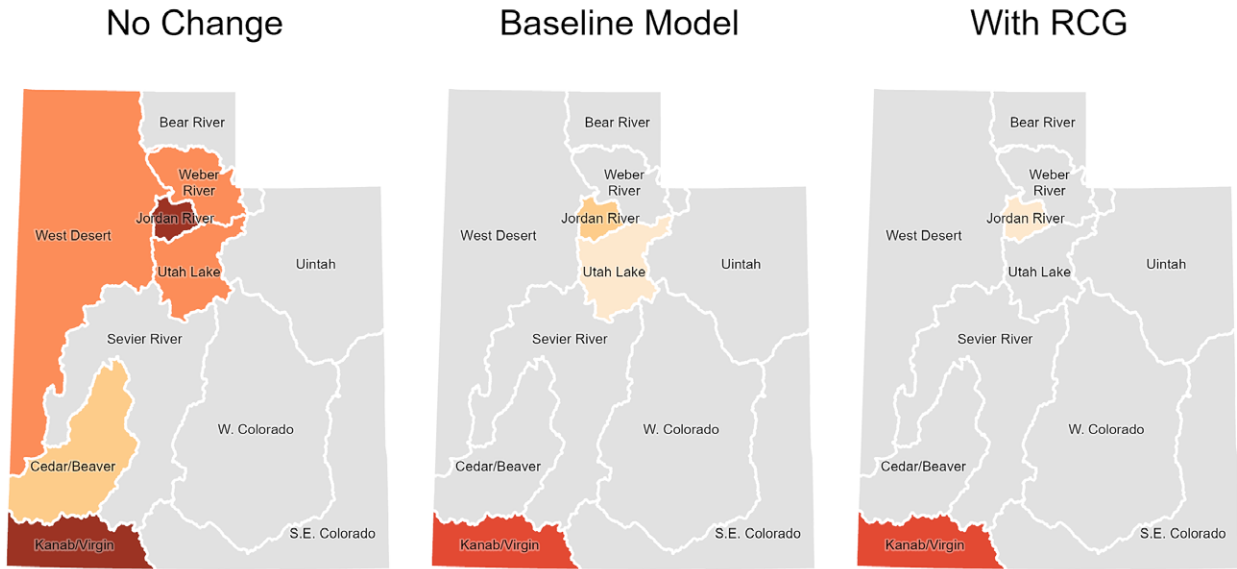 No Change
Bear River
Weber
River
Jordan River
West Desert
Utah Lake
Uintah
Sevier River
W. Colorado
Cedar/Beaver
S.E. Colorado
Kanab/Virgin
Baseline Model
Bear River
Weber
River
Jordan River
West Desert
Utah Lake
Uintah
Sevier River
W. Colorado
Cedar/Beaver
S.E. Colorado
Kanab/Virgin
With RCG
Bear River
Weber
River
Jordan River
West Desert
Utah Lake
Uintah
Sevier River
W. Colorado
Cedar/Beaver
S.E. Colorado
Kanab/Virgin